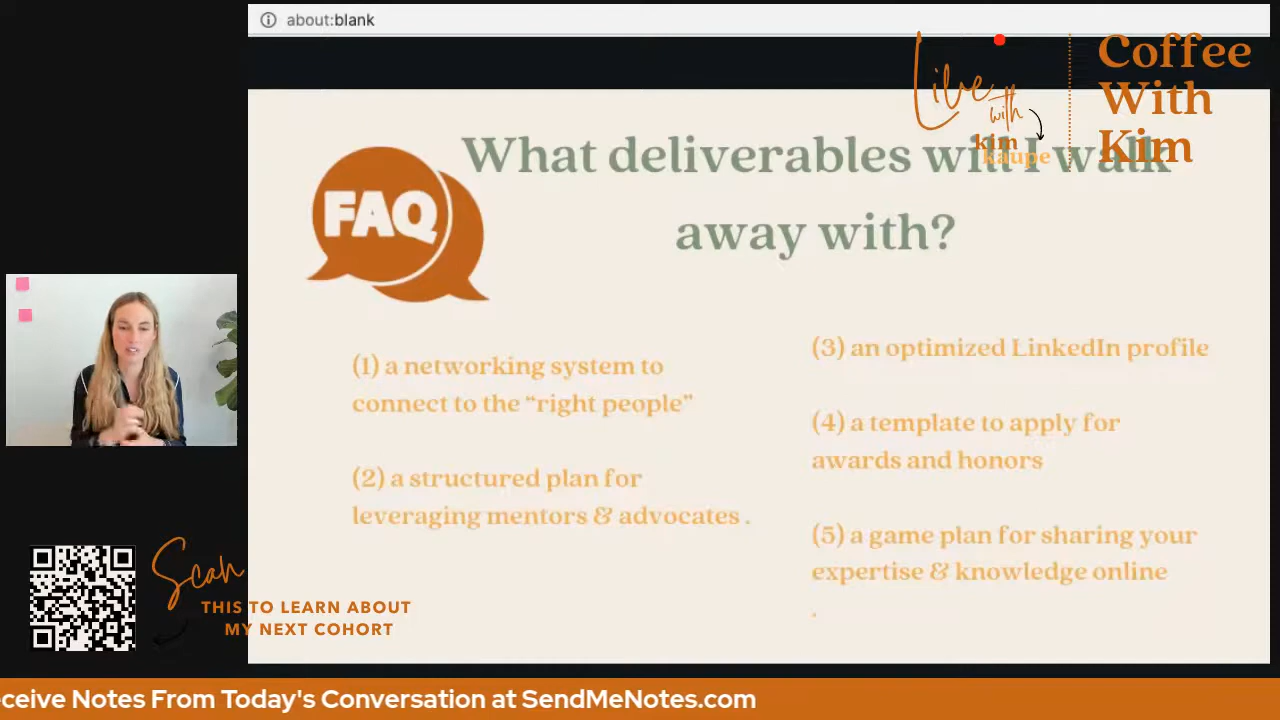 about:blank
Live
with
kim
kaupe
Coffee
With
Kim
FAQ
What deliverables will I walk
away with?
(1) a networking system to
connect to the “right people”
(2) a structured plan for
leveraging mentors & advocates .
(3) an optimized LinkedIn profile
(4) a template to apply for
awards and honors
(5) a game plan for sharing your
expertise & knowledge online
.
Scan
THIS TO LEARN ABOUT
MY NEXT COHORT
ceive Notes From Today's Conversation at SendMeNotes.com